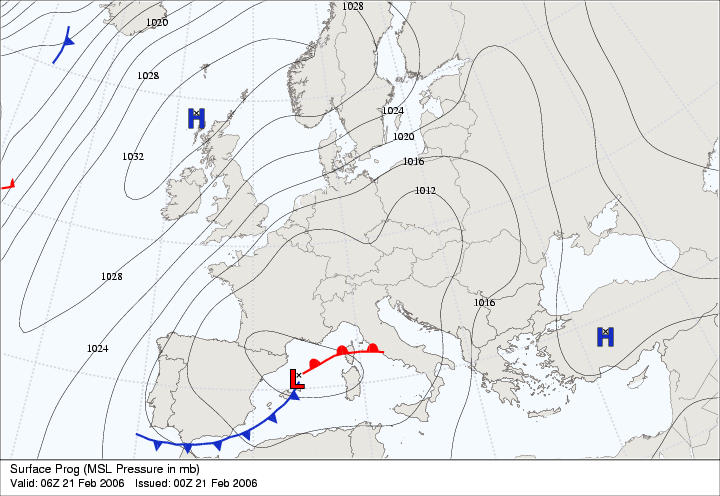 1028
1020
1028
H
1024
1020
1032
1016
1012
1028
1016
H
1024
L
Surface Prog (MSL Pressure in mb)
Valid: 06Z 21 Feb 2006 Issued: 00Z 21 Feb 2006